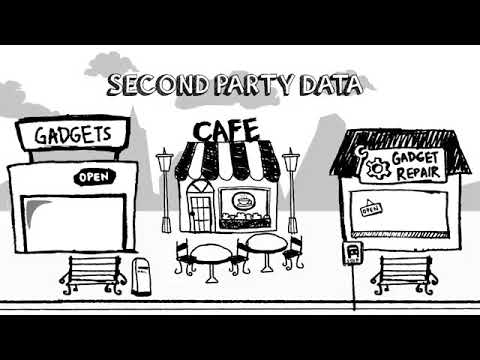 SECOND PARTY DATA
GADGETS
OPEN
CAFE
GADGET
REPAIR
OPEN